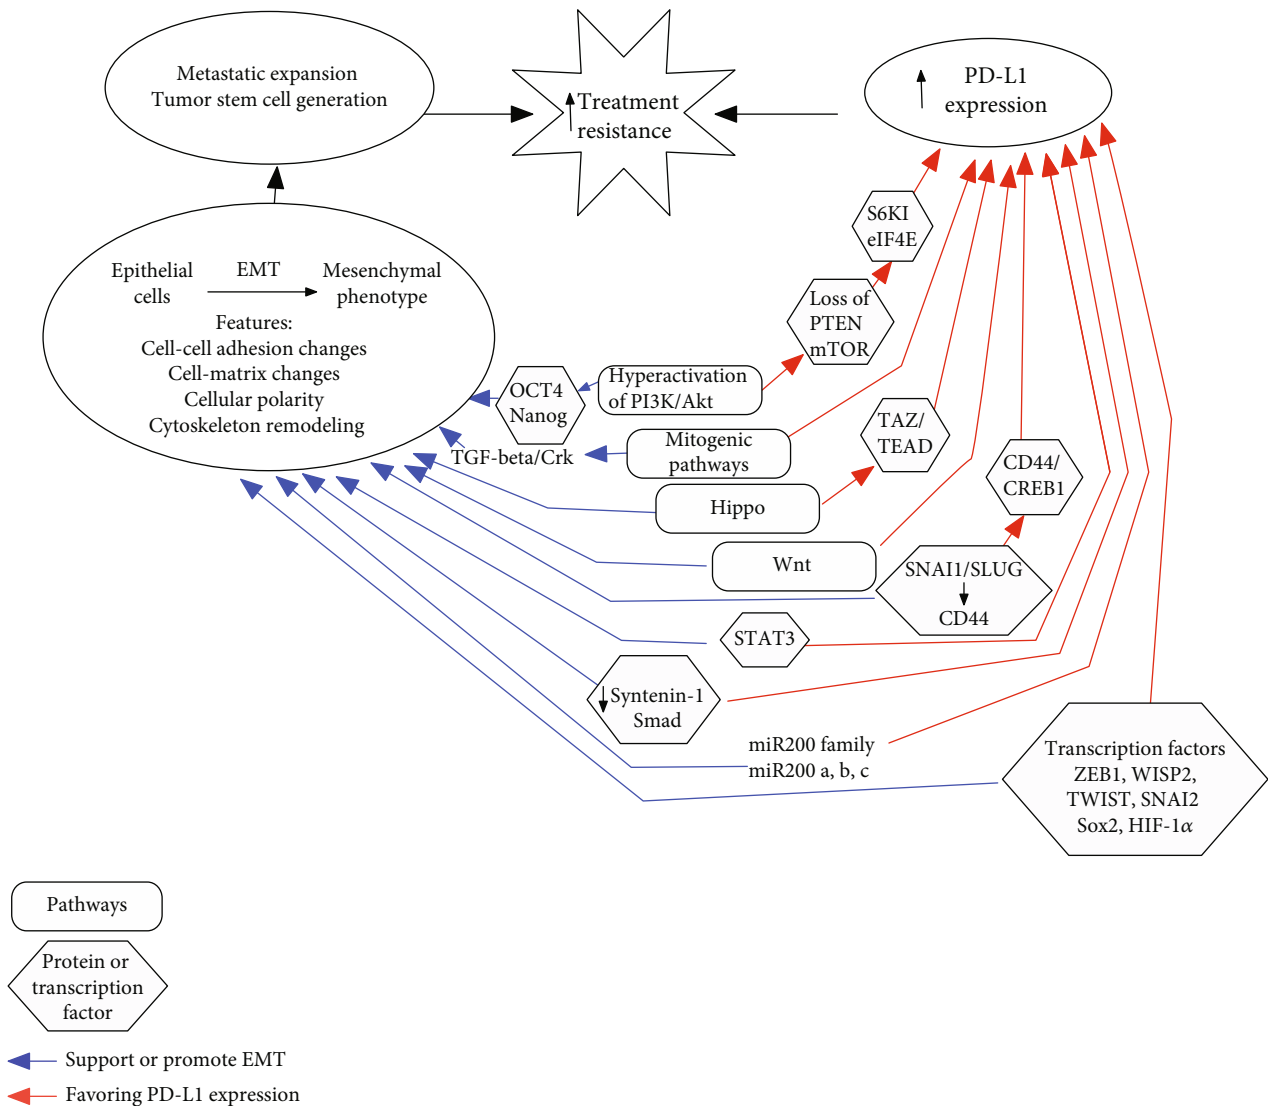 Metastatic expansion
Tumor stem cell generation
Treatment
resistance
PD-L1
expression
S6KI
eIF4E
Epithelial
cells
EMT
Mesenchymal
phenotype
Features:
Cell-cell adhesion changes
Cell-matrix changes
Cellular polarity
Cytoskeleton remodeling
Loss of
PTEN
mTOR
OCT4
Nanog
Hyperactivation
of PI3K/Akt
TGF-beta/Crk
Mitogenic
pathways
TAZ/
TEAD
Hippo
CD44/
CREB1
Wnt
SNAI1/SLUG
CD44
STAT3
Syntenin-1
Smad
miR200 family
miR200 a, b, c
Transcription factors
ZEB1, WISP2,
TWIST, SNAI2
Sox2, HIF-1α
Pathways
Protein or
transcription
factor
Support or promote EMT
Favoring PD-L1 expression